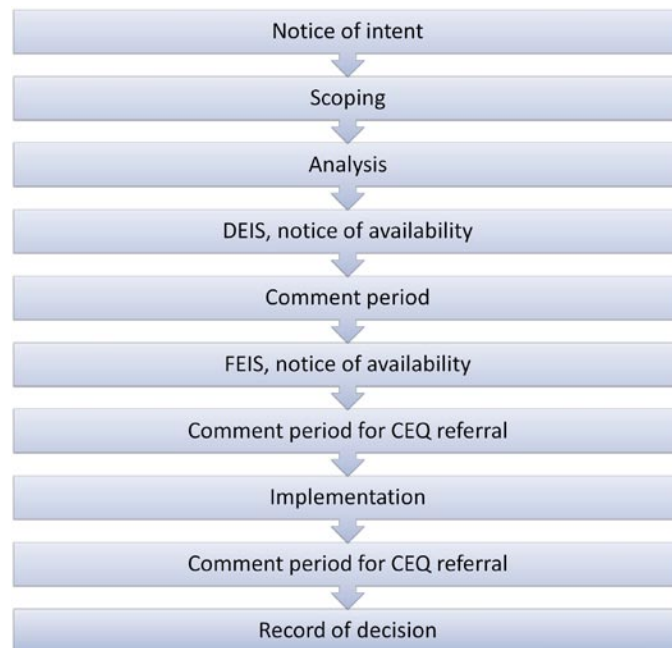 Notice of intent
Scoping
Analysis
DEIS, notice of availability
Comment period
FEIS, notice of availability
Comment period for CEQ referral
Implementation
Comment period for CEQ referral
Record of decision